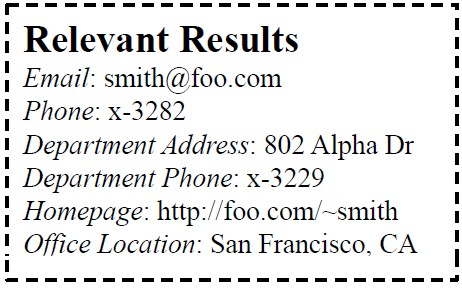 Relevant Results
Email: smith@foo.com
Phone: x-3282
Department Address: 802 Alpha Dr
Department Phone: x-3229
Homepage: http://foo.com/~smith
Office Location: San Francisco, CA